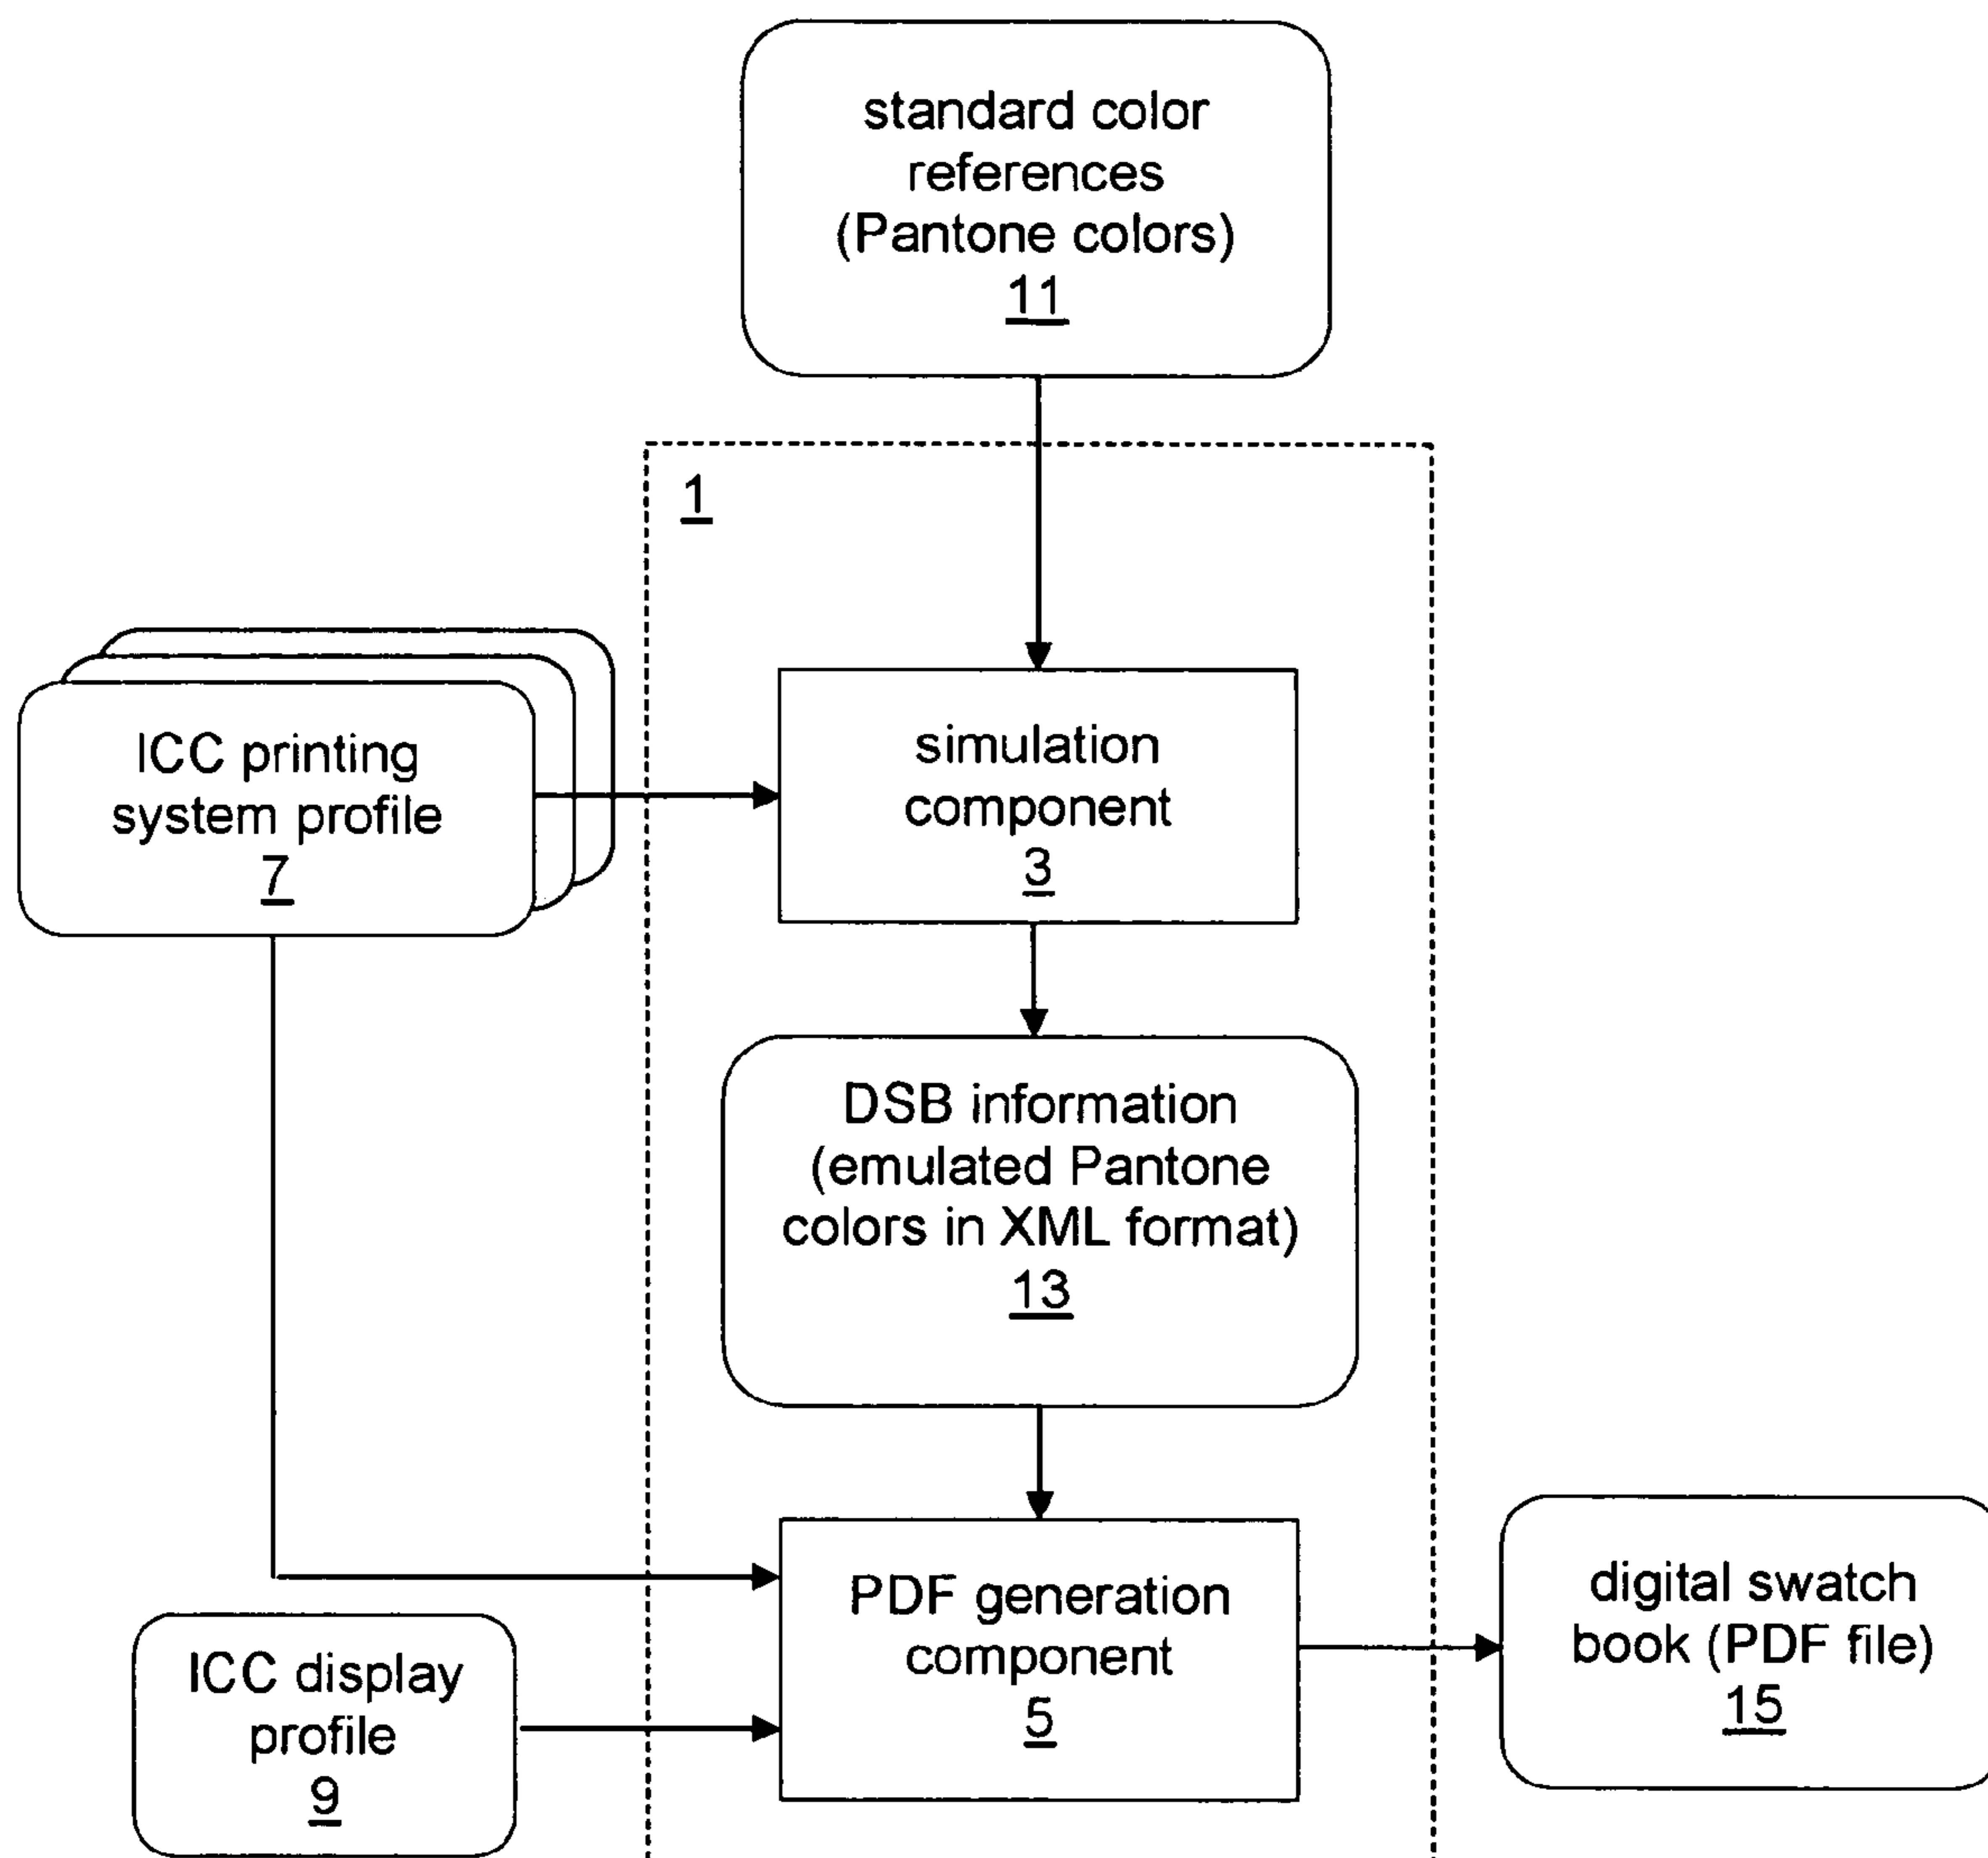 standard color
references
(Pantone colors)
11
1
ICC printing
system profile
7
simulation
component
3
DSB information
(emulated Pantone
colors in XML format)
13
PDF generation
component
5
ICC display
profile
9
digital swatch
book (PDF file)
15